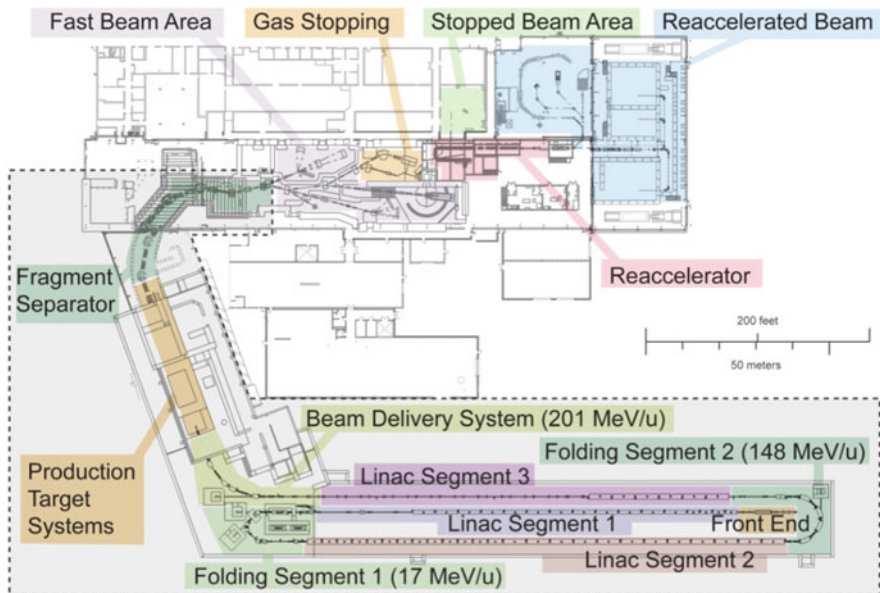 Fast Beam Area
Gas Stopping
Stopped Beam Area
Reaccelerated Beam
Fragment
Separator
Reaccelerator
200 feet
50 meters
Beam Delivery System (201 MeV/u)
Folding Segment 2 (148 MeV/u)
Production
Target
Systems
Linac Segment 3
Linac Segment 1
Front End
Linac Segment 2
Folding Segment 1 (17 MeV/u)